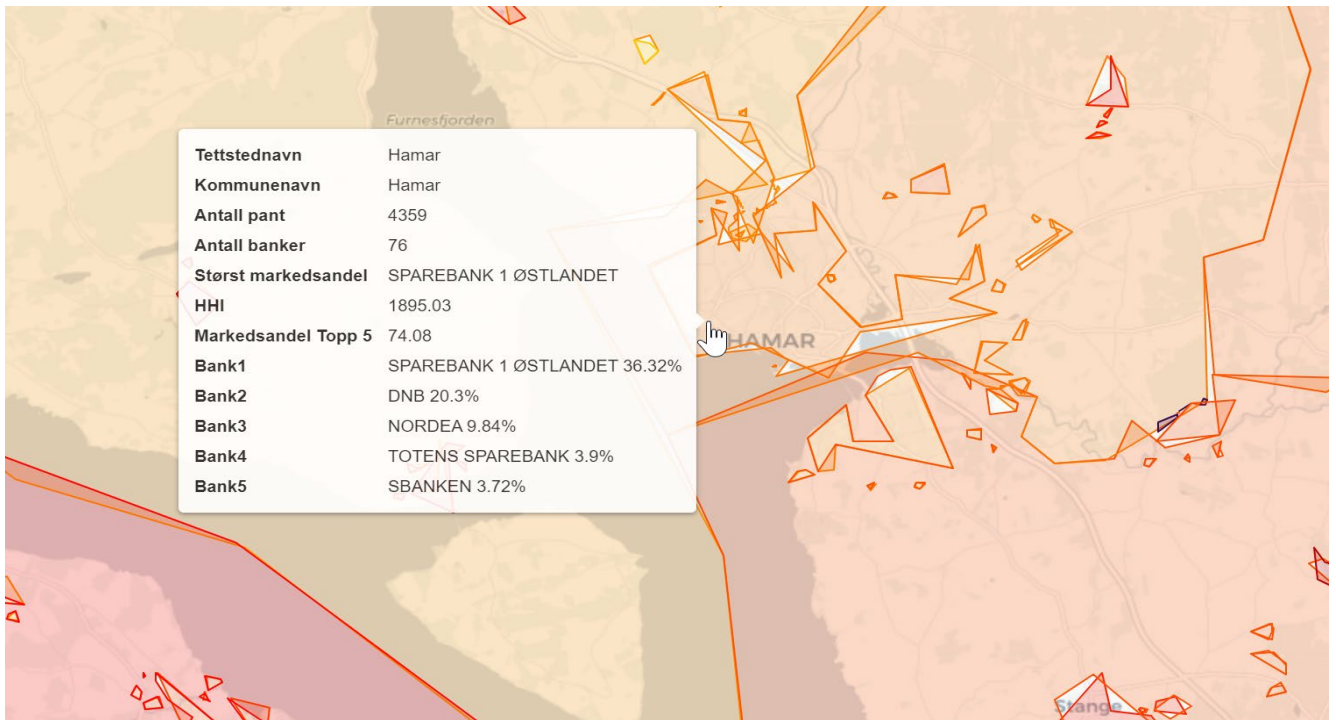 Furnesfjorden
Tettstednavn Hamar
Kommunenavn Hamar
Antall pant 4359
Antall banker 76
Størst markedsandel SPAREBANK 1 ØSTLANDET
HHI 1895.03
Markedsandel Topp 5 74.08
Bank1 SPAREBANK 1 ØSTLANDET 36.32%
Bank2 DNB 20.3%
Bank3 NORDEA 9.84%
Bank4 TOTENS SPAREBANK 3.9%
Bank5 SBANKEN 3.72%
HAMAR
Stange